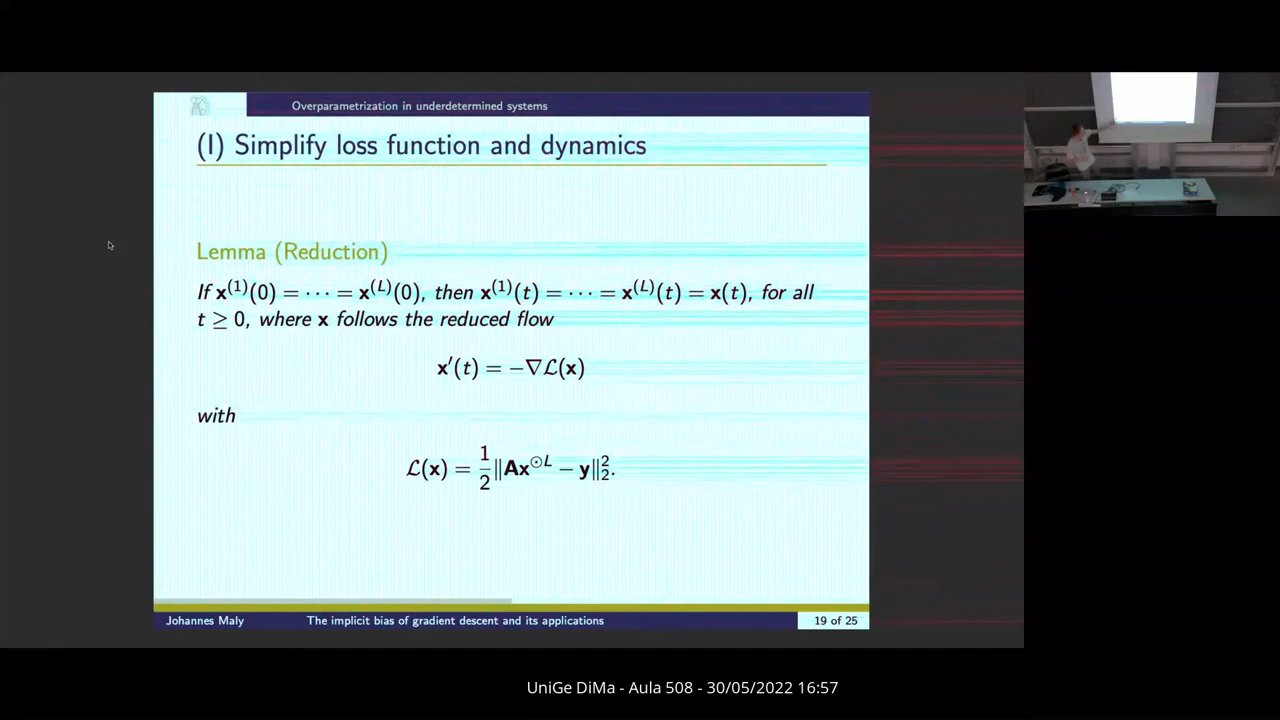 Overparametrization in underdetermined systems
(I) Simplify loss function and dynamics
Lemma (Reduction)
If x^(1)(0) = ⋯ = x^(L)(0), then x^(1)(t) = ⋯ = x^(L)(t) = x(t), for all
t ≥ 0, where x follows the reduced flow
x′(t) = −∇ℒ(x)
with
ℒ(x) = 1/2 ‖Ax^⊙L − y‖₂².
Johannes Maly The implicit bias of gradient descent and its applications 19 of 25
UniGe DiMa - Aula 508 - 30/05/2022 16:57